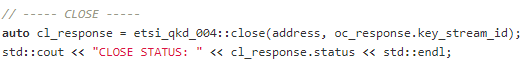 // ----- CLOSE -----
auto cl_response = etsi_qkd_004::close(address, oc_response.key_stream_id);
std::cout << "CLOSE STATUS: " << cl_response.status << std::endl;